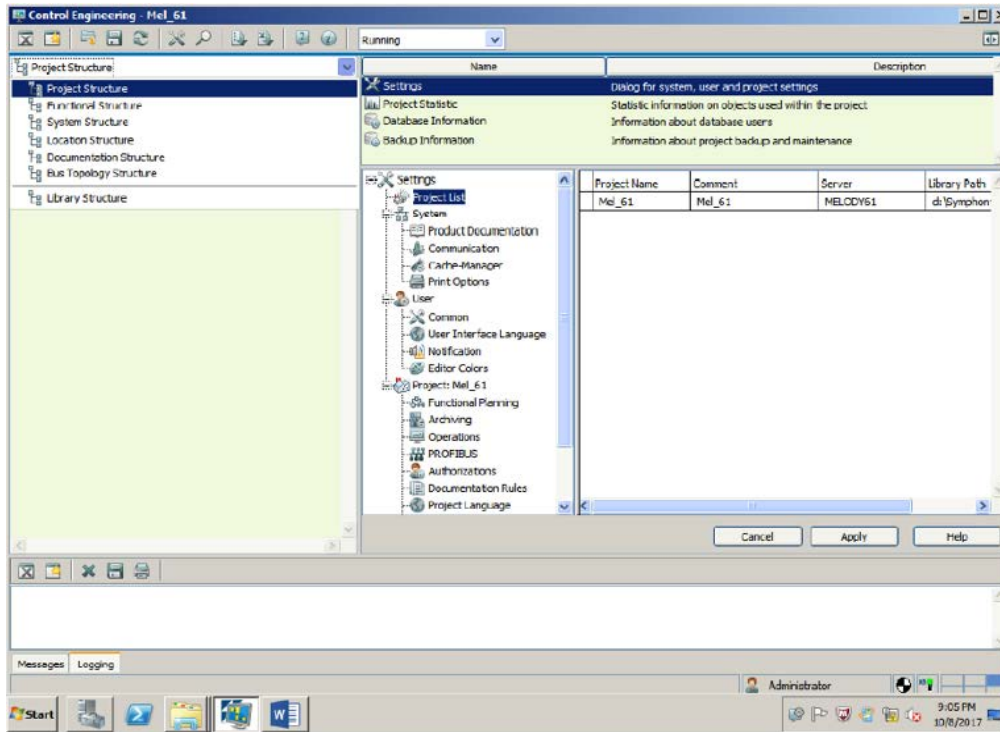 Control Engineering - Mel_61
Running
Project Structure
Project Structure
Functional Structure
System Structure
Location Structure
Documentation Structure
Bus Topology Structure
Library Structure
Name Description
Settings Dialog for system, user and project settings
Project Statistic Statistic information on objects used within the project
Database Information Information about database users
Backup Information Information about project backup and maintenance
Settings
Project List
System
Product Documentation
Communication
Cache-Manager
Print Options
User
Common
User Interface Language
Notification
Editor Colors
Project: Mel_61
Functional Planning
Archiving
Operations
PROFIBUS
Authorizations
Documentation Rules
Project Language
Project Name Comment Server Library Path
Mel_61 Mel_61 MELODY61 d:\Symphon
Cancel Apply Help
Messages Logging
Administrator
Start
9:05 PM
10/8/2017